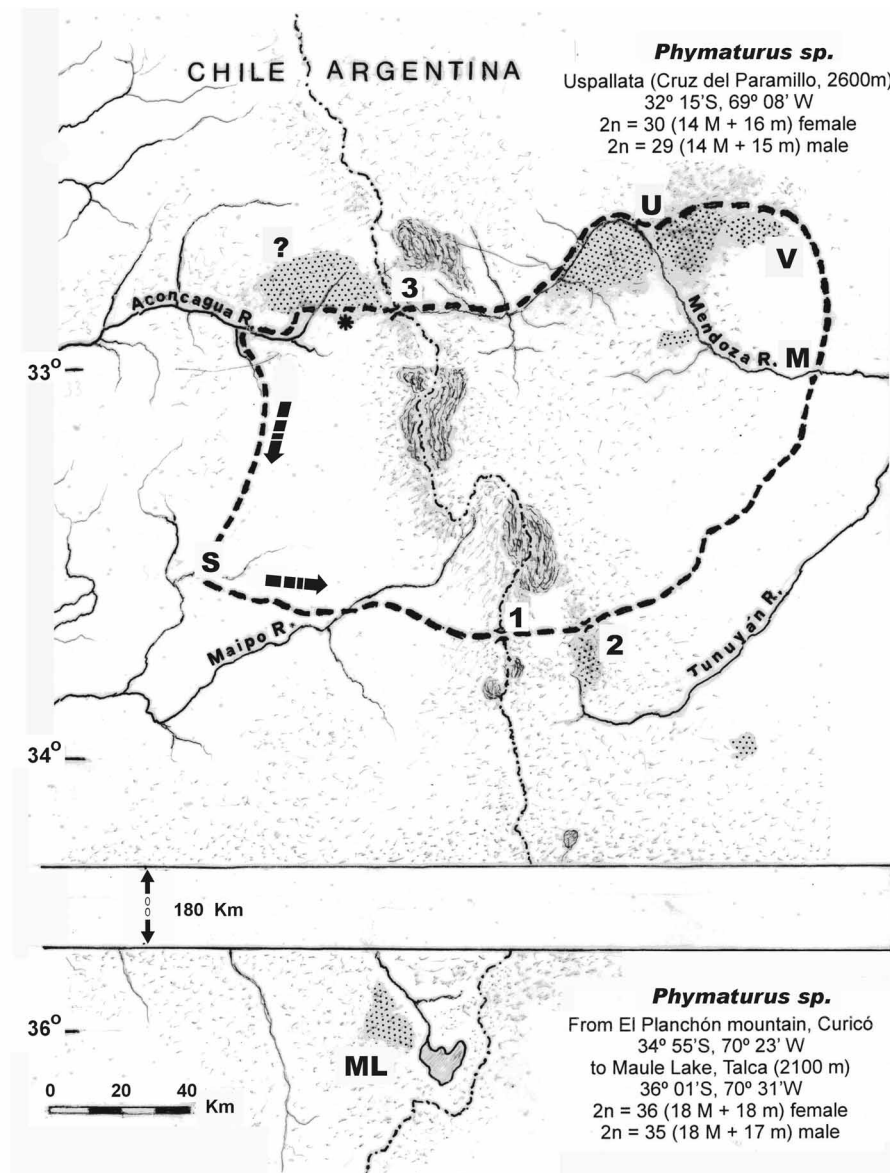 CHILE ARGENTINA
Phymaturus sp.
Uspallata (Cruz del Paramillo, 2600m)
32º 15'S, 69º 08' W
2n = 30 (14 M + 16 m) female
2n = 29 (14 M + 15 m) male
U
?
V
3
Aconcagua R.
*
Mendoza R.
M
33º
33
S
1
2
Maipo R.
Tunuyán R.
34º
180 Km
Phymaturus sp.
From El Planchón mountain, Curicó
34º 55'S, 70º 23' W
to Maule Lake, Talca (2100 m)
36º 01'S, 70º 31'W
2n = 36 (18 M + 18 m) female
2n = 35 (18 M + 17 m) male
36º
ML
0 20 40
Km